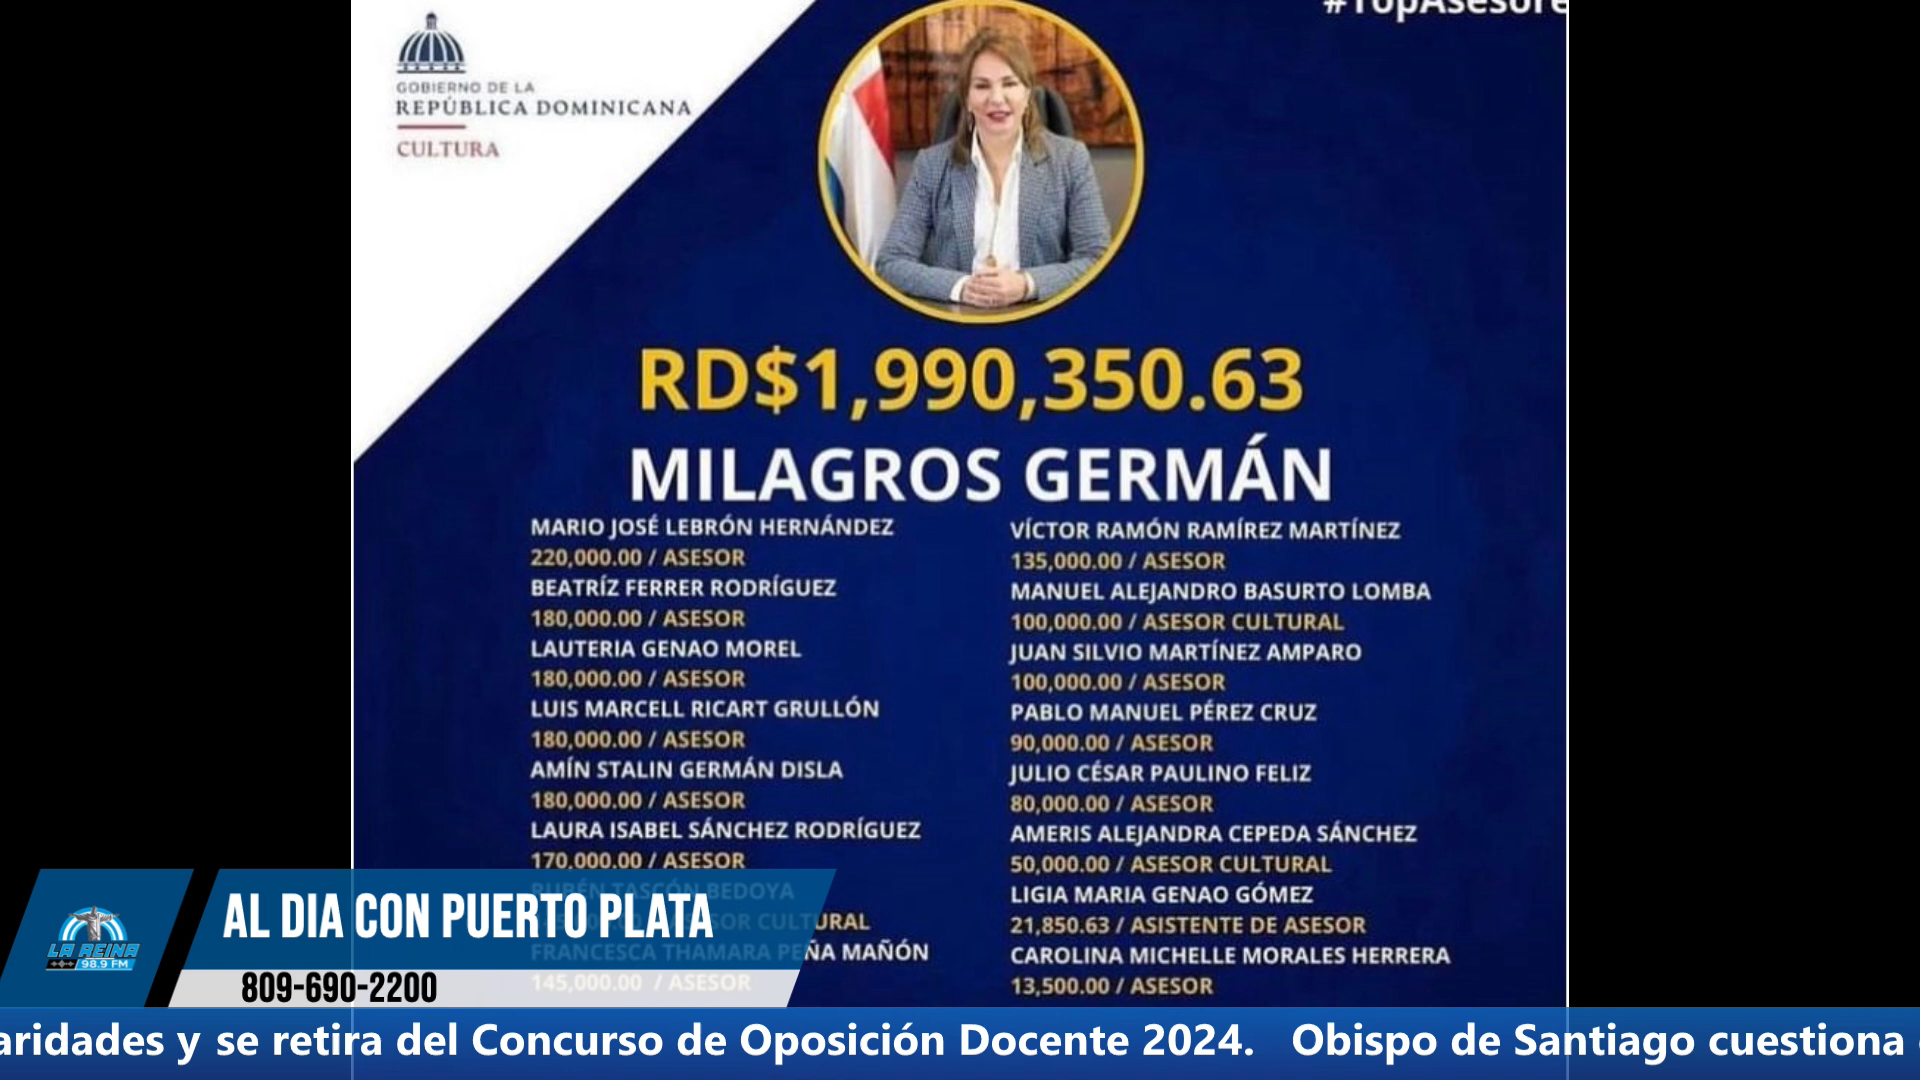 #TopAsesore
GOBIERNO DE LA
REPÚBLICA DOMINICANA
CULTURA
RD$1,990,350.63
MILAGROS GERMÁN
MARIO JOSÉ LEBRÓN HERNÁNDEZ
220,000.00 / ASESOR
BEATRÍZ FERRER RODRÍGUEZ
180,000.00 / ASESOR
LAUTERIA GENAO MOREL
180,000.00 / ASESOR
LUIS MARCELL RICART GRULLÓN
180,000.00 / ASESOR
AMÍN STALIN GERMÁN DISLA
180,000.00 / ASESOR
LAURA ISABEL SÁNCHEZ RODRÍGUEZ
170,000.00 / ASESOR
RUBÉN TASCÓN BEDOYA
ASESOR CULTURAL
FRANCESCA THAMARA PEÑA MAÑÓN
145,000.00 / ASESOR
VÍCTOR RAMÓN RAMÍREZ MARTÍNEZ
135,000.00 / ASESOR
MANUEL ALEJANDRO BASURTO LOMBA
100,000.00 / ASESOR CULTURAL
JUAN SILVIO MARTÍNEZ AMPARO
100,000.00 / ASESOR
PABLO MANUEL PÉREZ CRUZ
90,000.00 / ASESOR
JULIO CÉSAR PAULINO FELIZ
80,000.00 / ASESOR
AMERIS ALEJANDRA CEPEDA SÁNCHEZ
50,000.00 / ASESOR CULTURAL
LIGIA MARIA GENAO GÓMEZ
21,850.63 / ASISTENTE DE ASESOR
CAROLINA MICHELLE MORALES HERRERA
13,500.00 / ASESOR
LA REINA
98.9 FM
AL DIA CON PUERTO PLATA
809-690-2200
aridades y se retira del Concurso de Oposición Docente 2024. Obispo de Santiago cuestiona